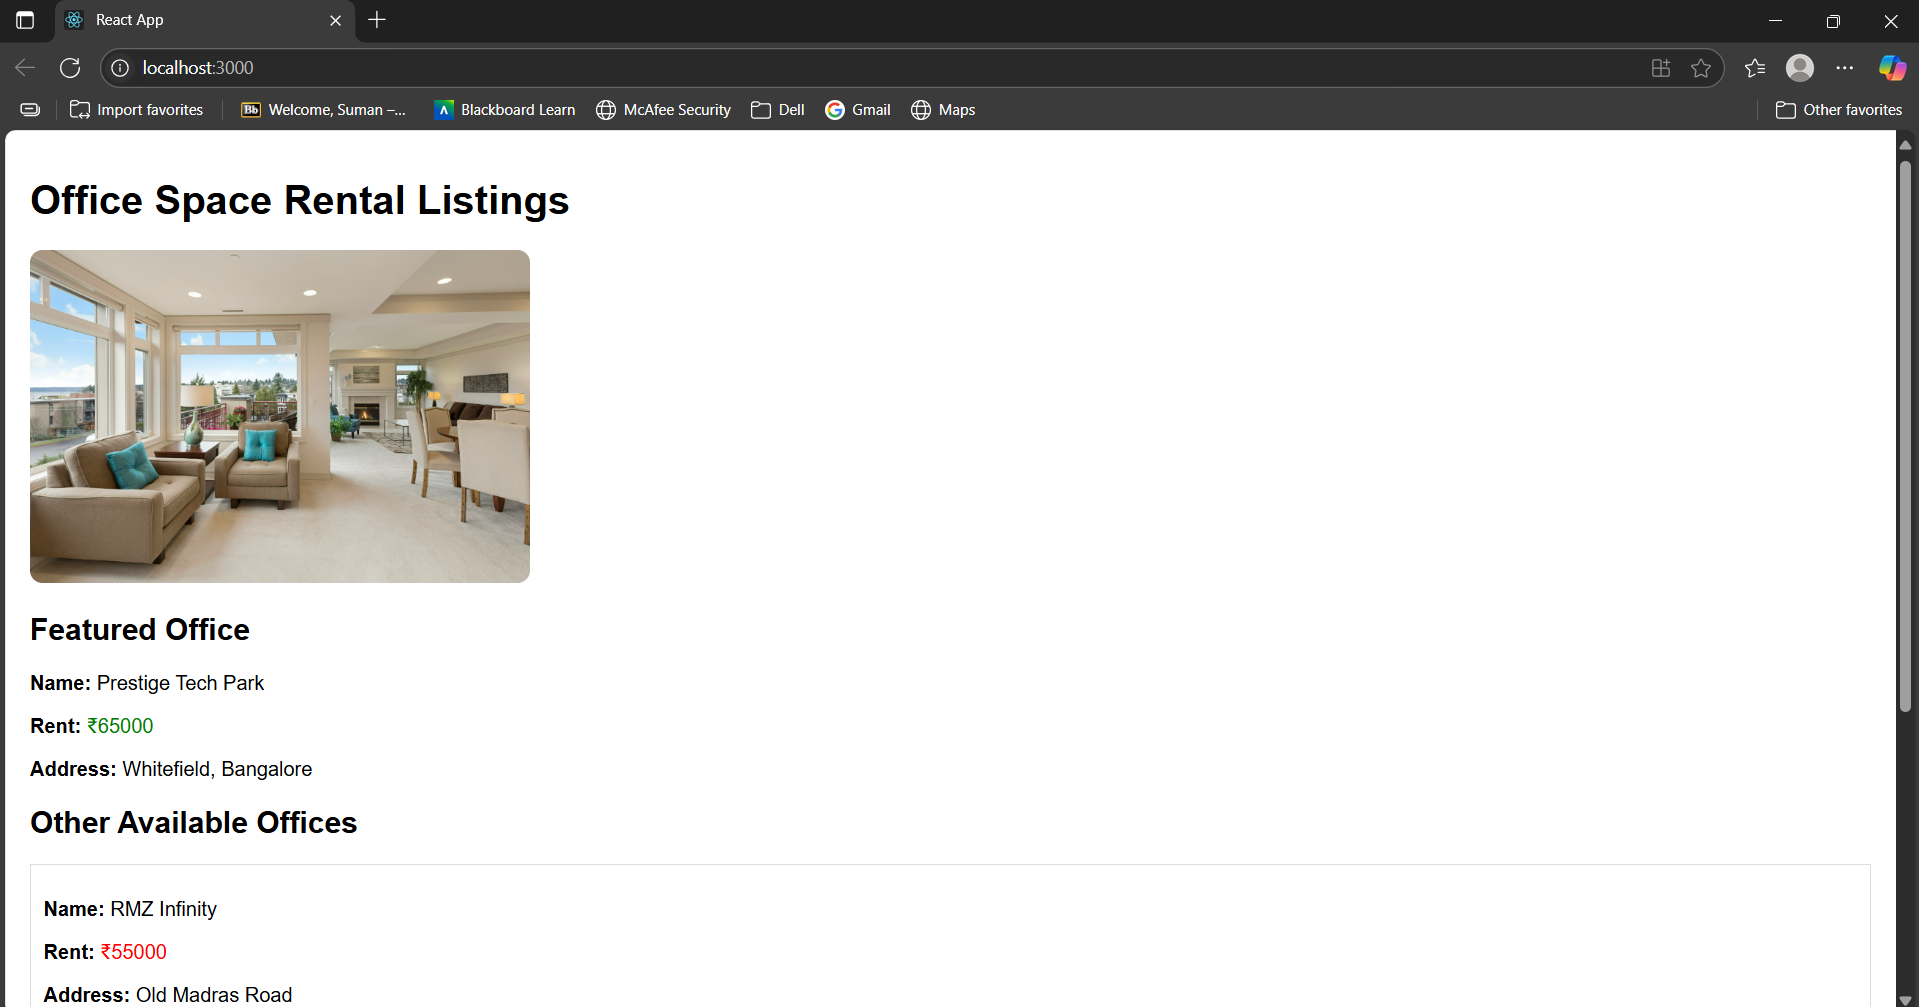 React App
localhost:3000
Import favorites
Welcome, Suman –...
Blackboard Learn
McAfee Security
Dell
Gmail
Maps
Other favorites
Office Space Rental Listings
Featured Office
Name: Prestige Tech Park
Rent: ₹65000
Address: Whitefield, Bangalore
Other Available Offices
Name: RMZ Infinity
Rent: ₹55000
Address: Old Madras Road